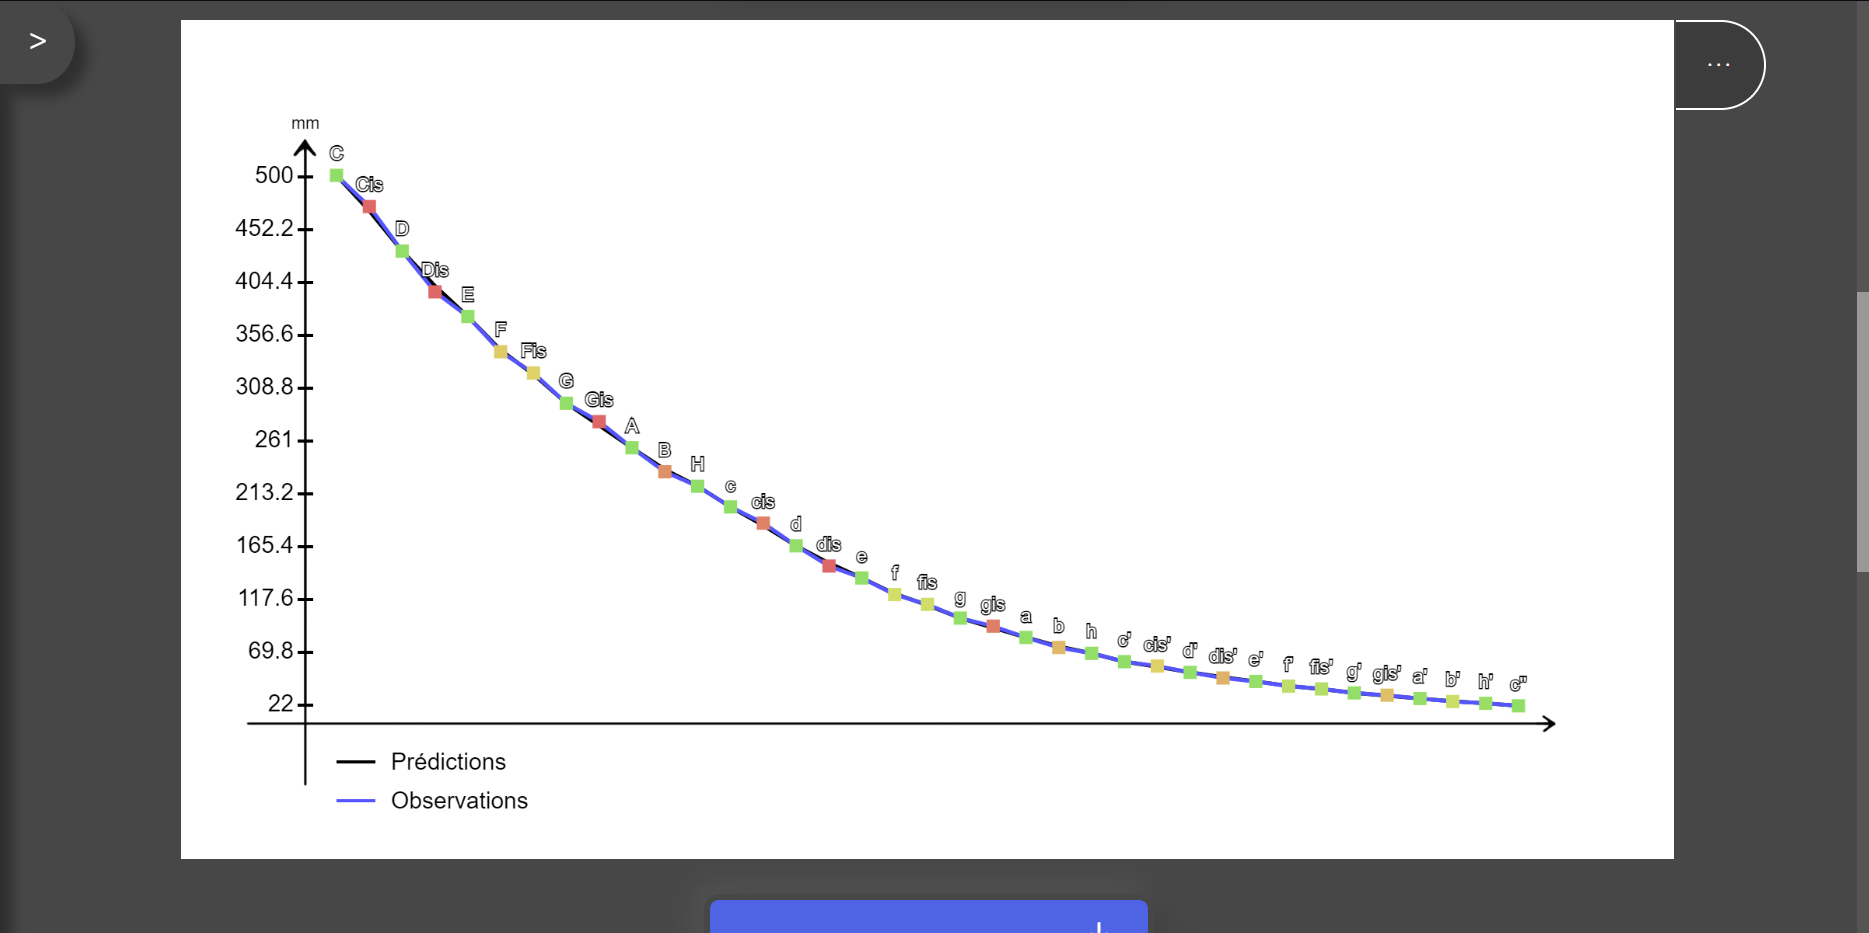 >
...
mm
500
452.2
404.4
356.6
308.8
261
213.2
165.4
117.6
69.8
22
C
Cis
D
Dis
E
F
Fis
G
Gis
A
B
H
c
cis
d
dis
e
f
fis
g
gis
a
b
h
c'
cis'
d'
dis'
e'
f'
fis'
g'
gis'
a'
b'
h'
c"
Prédictions
Observations